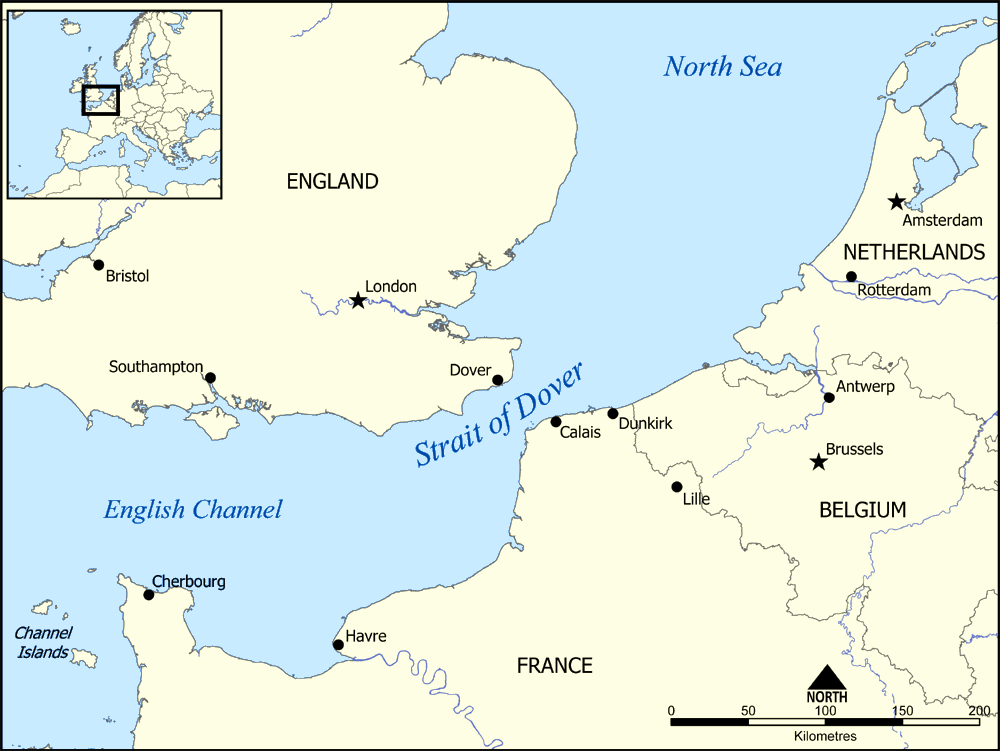 North Sea
ENGLAND
Amsterdam
NETHERLANDS
Bristol
London
Rotterdam
Southampton
Dover
Strait of Dover
Antwerp
Calais
Dunkirk
Brussels
Lille
English Channel
BELGIUM
Cherbourg
Channel
Islands
Havre
FRANCE
NORTH
0 50 100 150 200
Kilometres